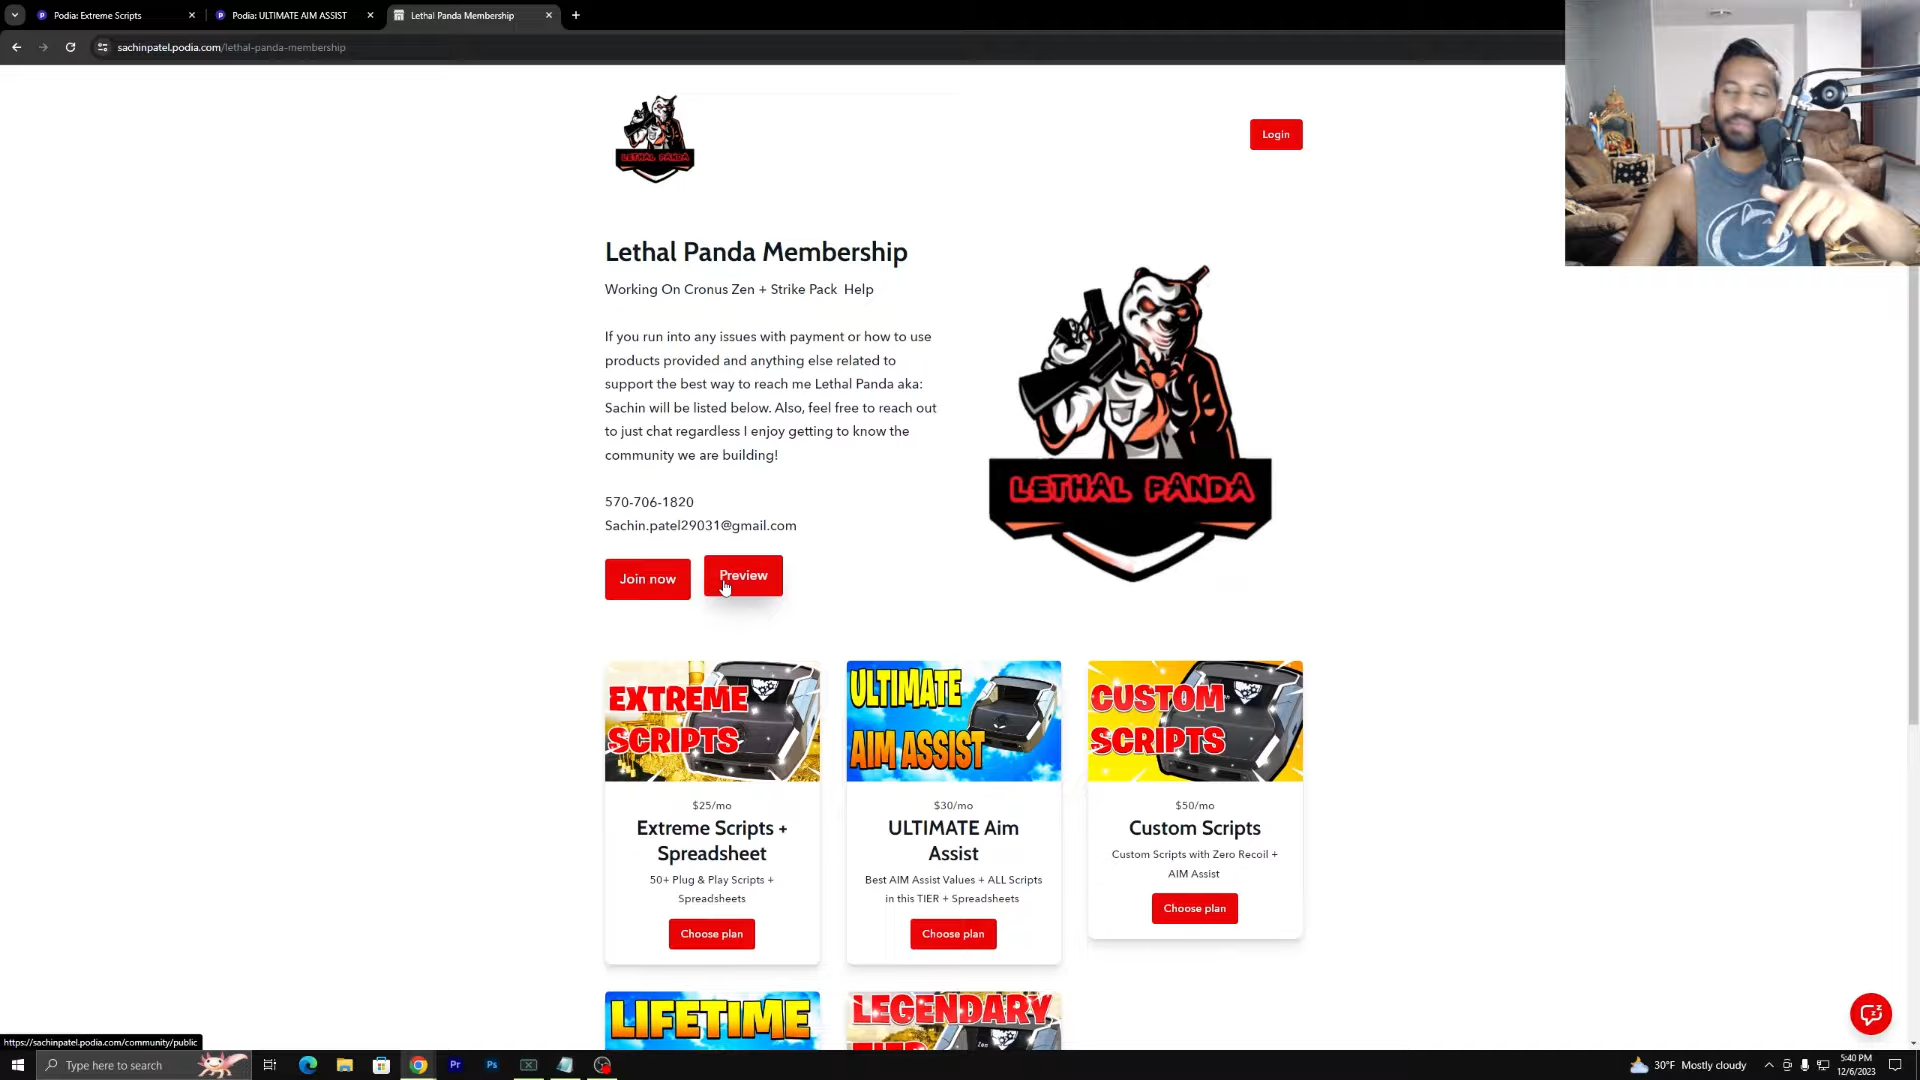 Podia: Extreme Scripts
Podia: ULTIMATE AIM ASSIST
Lethal Panda Membership
sachinpatel.podia.com/lethal-panda-membership
LETHAL PANDA
Login
Lethal Panda Membership
Working On Cronus Zen + Strike Pack Help
If you run into any issues with payment or how to use
products provided and anything else related to
support the best way to reach me Lethal Panda aka:
Sachin will be listed below. Also, feel free to reach out
to just chat regardless I enjoy getting to know the
community we are building!
570-706-1820
Sachin.patel29031@gmail.com
LETHAL PANDA
Join now
Preview
EXTREME
SCRIPTS
ULTIMATE
AIM ASSIST
CUSTOM
SCRIPTS
$25/mo
Extreme Scripts +
Spreadsheet
50+ Plug & Play Scripts +
Spreadsheets
Choose plan
$30/mo
ULTIMATE Aim
Assist
Best AIM Assist Values + ALL Scripts
in this TIER + Spreadsheets
Choose plan
$50/mo
Custom Scripts
Custom Scripts with Zero Recoil +
AIM Assist
Choose plan
LIFETIME
LEGENDARY
TIER
Zen
https://sachinpatel.podia.com/community/public
Type here to search
Pr
Ps
30°F Mostly cloudy
5:40 PM
12/6/2023